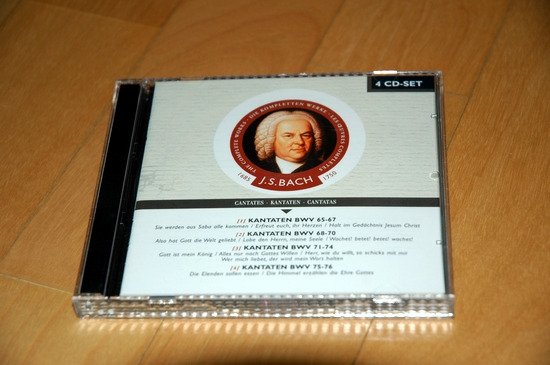 4 CD-SET
THE COMPLETE WORKS · DIE KOMPLETTEN WERKE · LES ŒUVRES COMPLETES
1685 J.S.BACH 1750
CANTATES - KANTATEN - CANTATAS
[1] KANTATEN BWV 65-67
Sie werden aus Saba alle kommen / Erfreut euch, ihr Herzen / Halt im Gedächtnis Jesum Christ
[2] KANTATEN BWV 68-70
Also hat Gott die Welt geliebt / Lobe den Herrn, meine Seele / Wachet! betet! betet! wachet!
[3] KANTATEN BWV 71-74
Gott ist mein König / Alles nur nach Gottes Willen / Herr, wie du willt, so schicks mit mir
Wer mich liebet, der wird mein Wort halten
[4] KANTATEN BWV 75-76
Die Elenden sollen essen / Die Himmel erzählen die Ehre Gottes